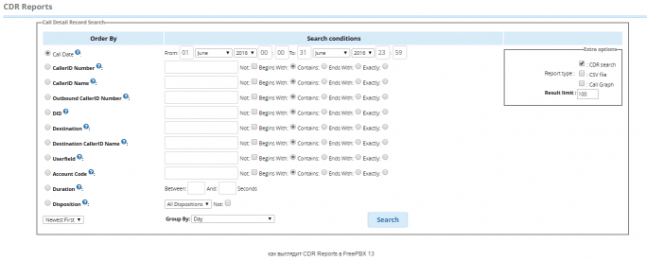 CDR Reports
Call Detail Record Search
Order By Search conditions
Call Date ?: From: 01 June 2016 00 : 00 To: 31 June 2016 23 : 59
CallerID Number ?: Not: Begins With: Contains: Ends With: Exactly:
CallerID Name ?: Not: Begins With: Contains: Ends With: Exactly:
Outbound CallerID Number ?: Not: Begins With: Contains: Ends With: Exactly:
DID ?: Not: Begins With: Contains: Ends With: Exactly:
Destination ?: Not: Begins With: Contains: Ends With: Exactly:
Destination CallerID Name ?: Not: Begins With: Contains: Ends With: Exactly:
Userfield ?: Not: Begins With: Contains: Ends With: Exactly:
Account Code ?: Not: Begins With: Contains: Ends With: Exactly:
Duration ?: Between: And: Seconds
Disposition ?: All Dispositions Not:
Newest First Group By: Day Search
Extra options
Report type : CDR search
CSV file
Call Graph
Result limit : 100
как выглядит CDR Reports в FreePBX 13